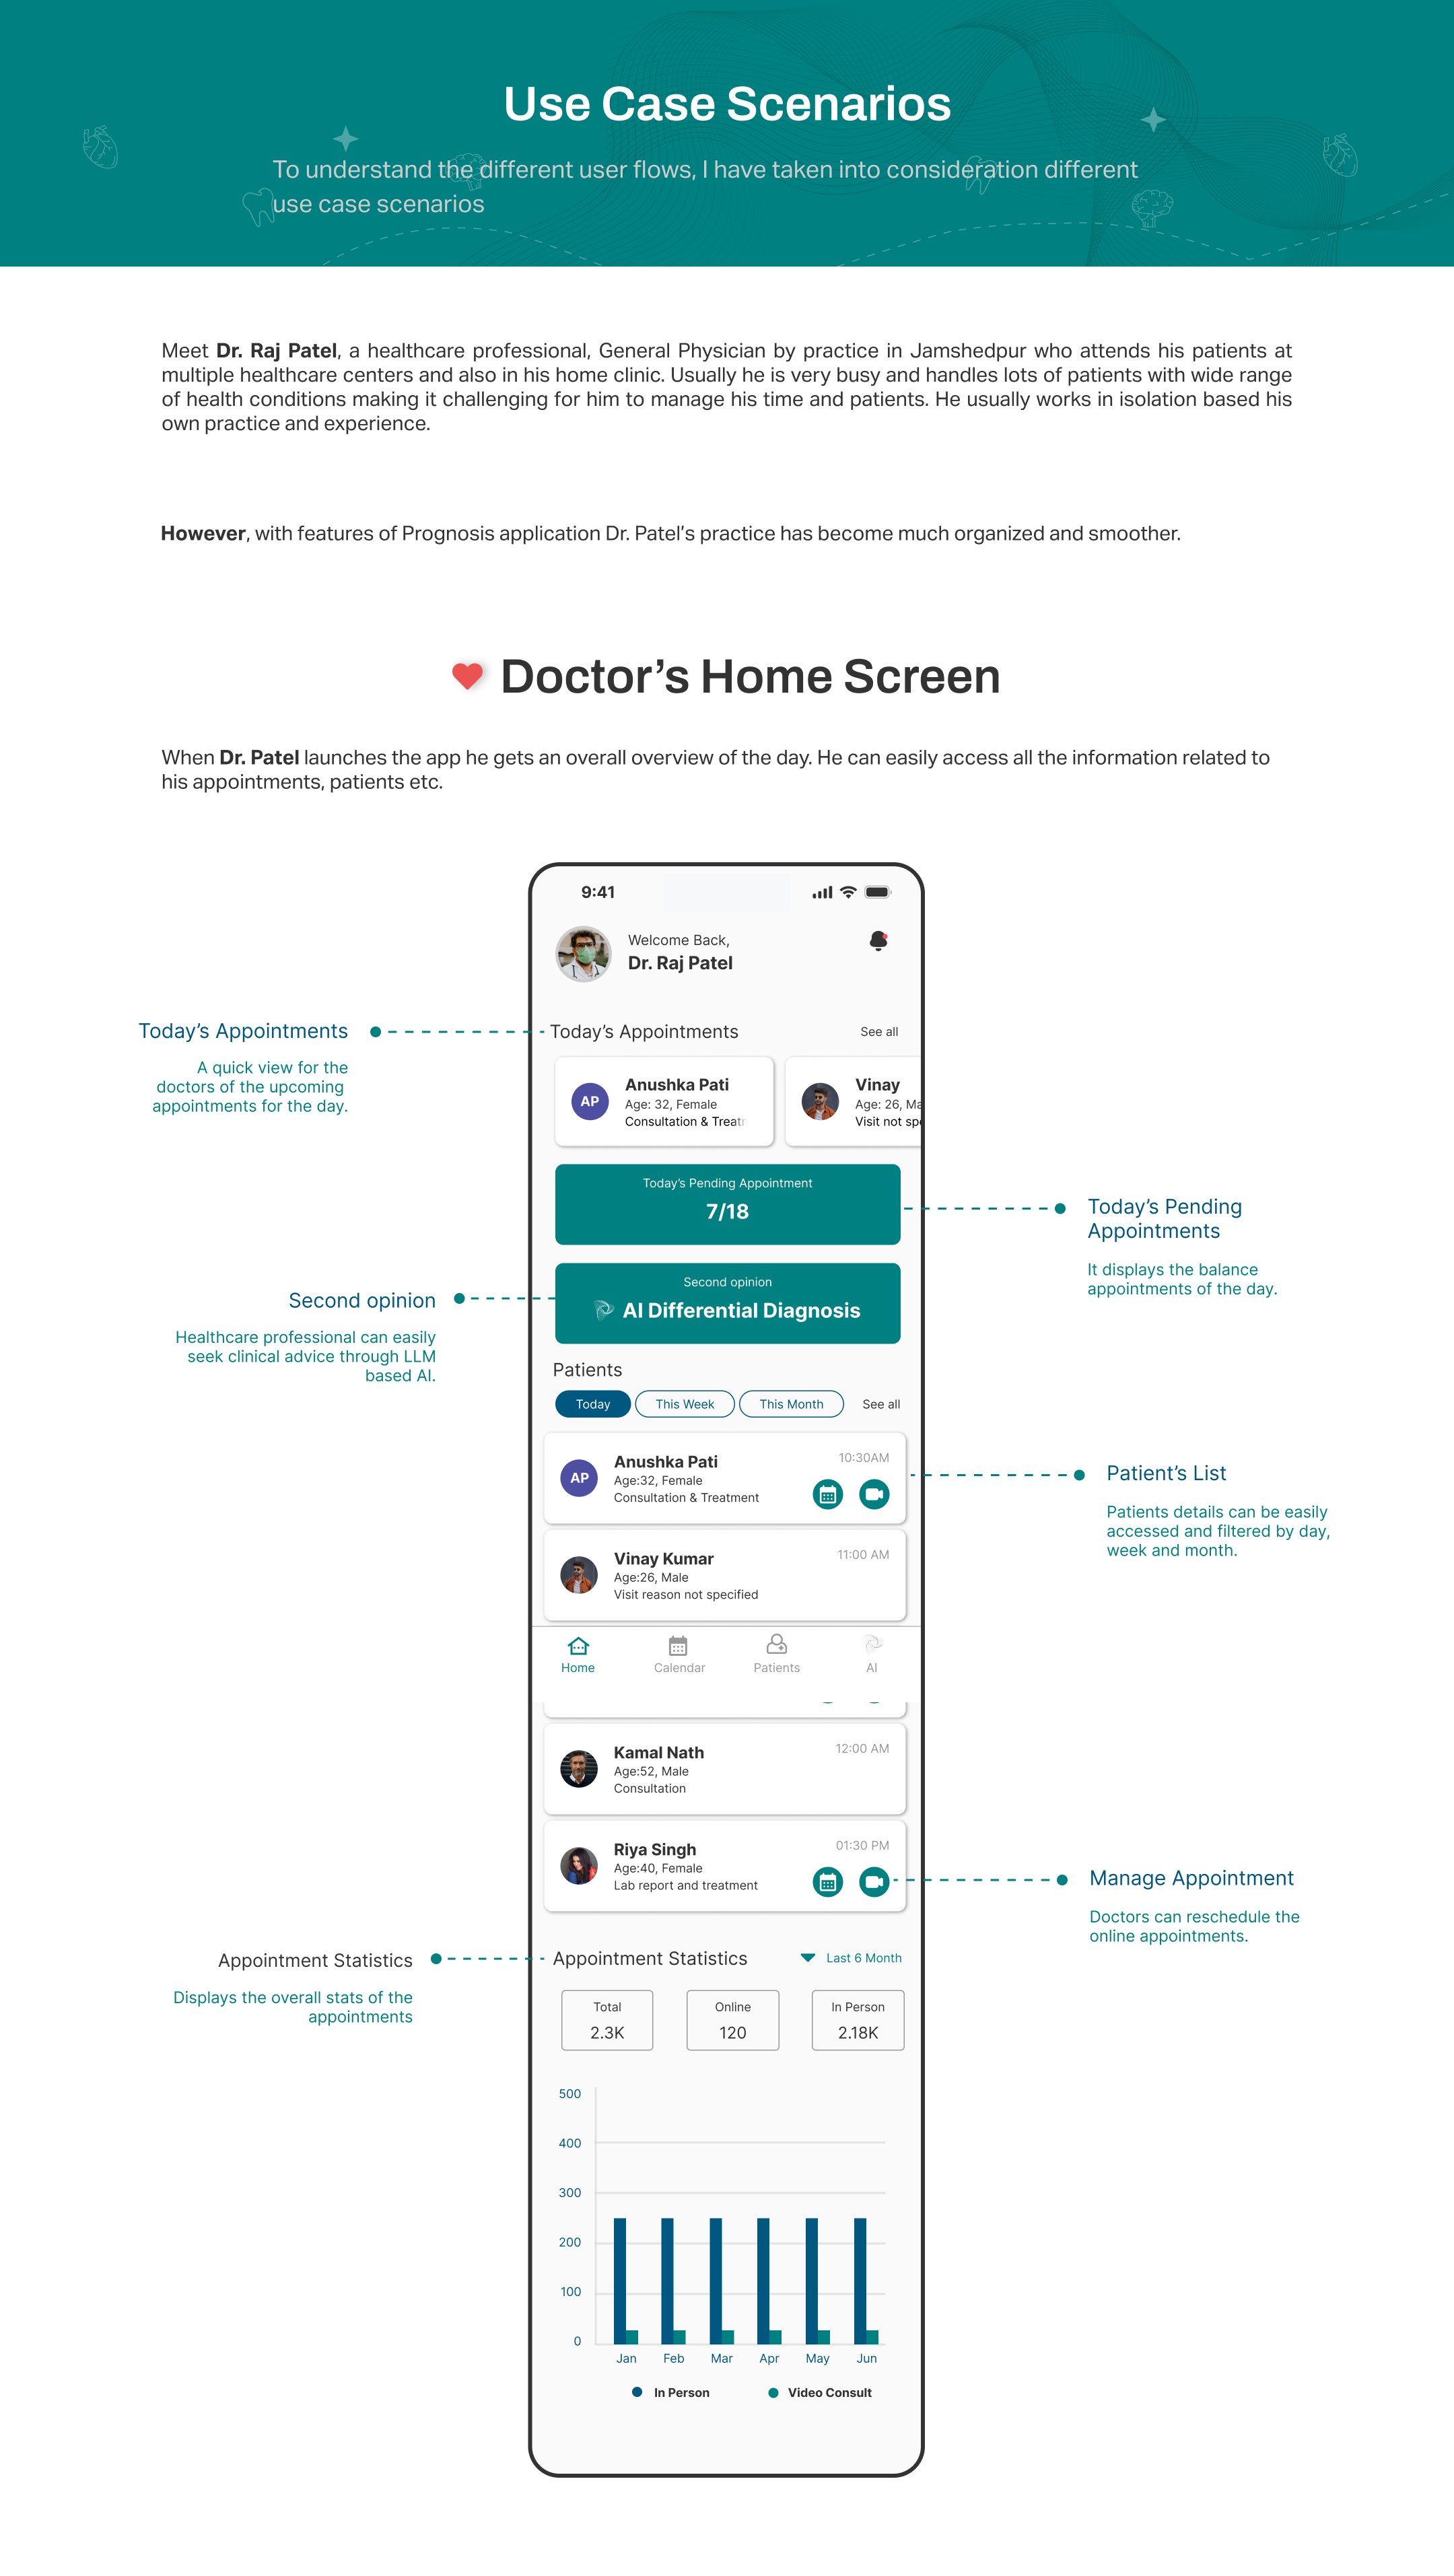 Use Case Scenarios
To understand the different user flows, I have taken into consideration different
use case scenarios
Meet Dr. Raj Patel, a healthcare professional, General Physician by practice in Jamshedpur who attends his patients at
multiple healthcare centers and also in his home clinic. Usually he is very busy and handles lots of patients with wide range
of health conditions making it challenging for him to manage his time and patients. He usually works in isolation based his
own practice and experience.
However, with features of Prognosis application Dr. Patel's practice has become much organized and smoother.
Doctor's Home Screen
When Dr. Patel launches the app he gets an overall overview of the day. He can easily access all the information related to
his appointments, patients etc.
9:41
Welcome Back,
Dr. Raj Patel
Today's Appointments
A quick view for the
doctors of the upcoming
appointments for the day.
Today's Appointments
See all
AP
Anushka Pati
Age: 32, Female
Consultation & Treatr
Vinay
Age: 26, Ma
Visit not spe
Today's Pending Appointment
7/18
Today's Pending
Appointments
It displays the balance
appointments of the day.
Second opinion
Healthcare professional can easily
seek clinical advice through LLM
based AI.
Second opinion
AI Differential Diagnosis
Patients
Today
This Week
This Month
See all
AP
Anushka Pati
Age:32, Female
Consultation & Treatment
10:30AM
Patient's List
Patients details can be easily
accessed and filtered by day,
week and month.
Vinay Kumar
Age:26, Male
Visit reason not specified
11:00 AM
Home
Calendar
Patients
AI
Kamal Nath
Age:52, Male
Consultation
12:00 AM
Riya Singh
Age:40, Female
Lab report and treatment
01:30 PM
Manage Appointment
Doctors can reschedule the
online appointments.
Appointment Statistics
Displays the overall stats of the
appointments
Appointment Statistics
Last 6 Month
Total
2.3K
Online
120
In Person
2.18K
500
400
300
200
100
0
Jan
Feb
Mar
Apr
May
Jun
In Person
Video Consult